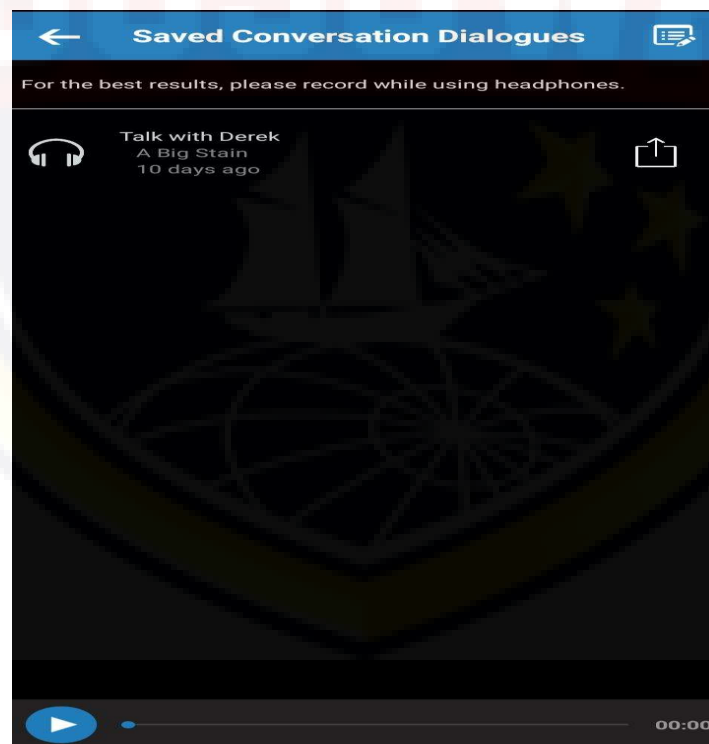 Saved Conversation Dialogues
For the best results, please record while using headphones.
Talk with Derek
A Big Stain
10 days ago
00:00